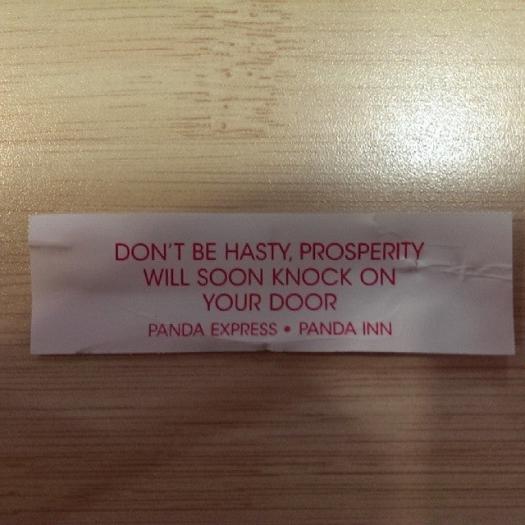 DON'T BE HASTY, PROSPERITY
WILL SOON KNOCK ON
YOUR DOOR
PANDA EXPRESS • PANDA INN